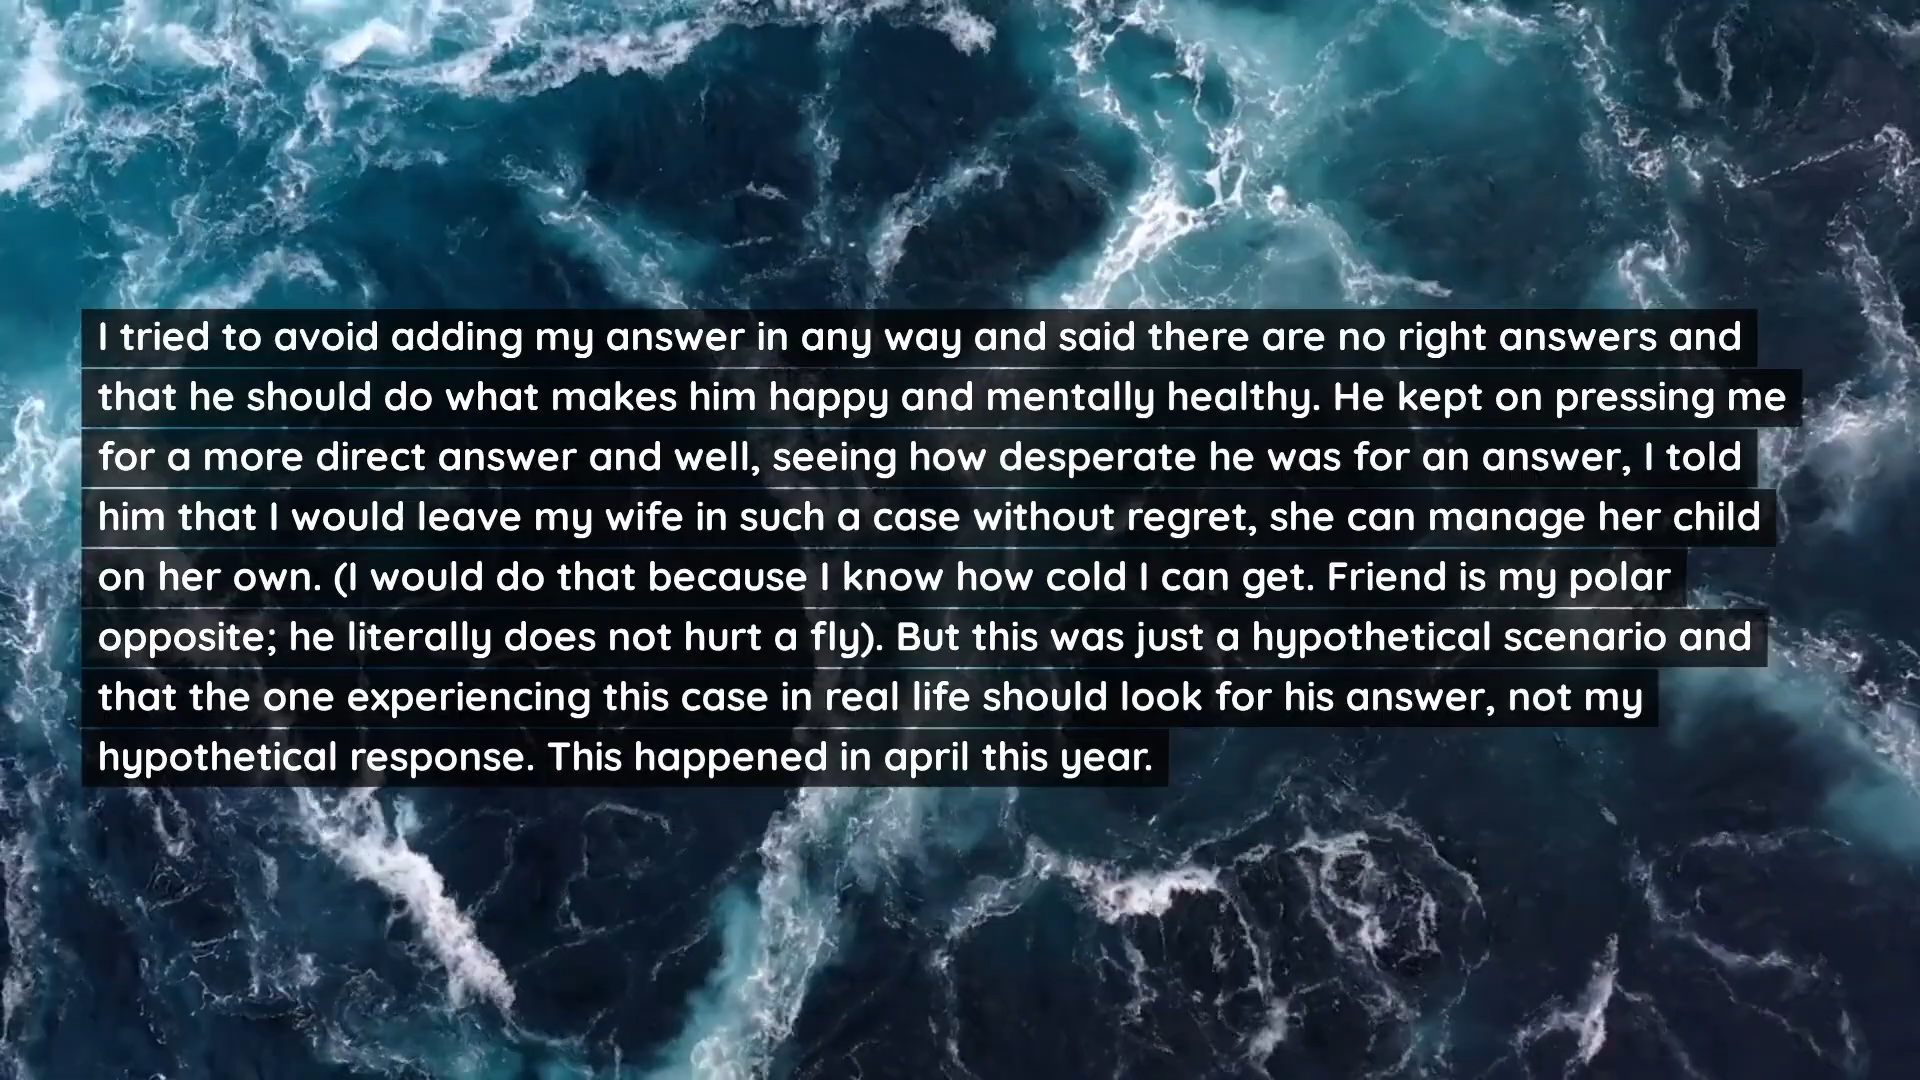 I tried to avoid adding my answer in any way and said there are no right answers and
that he should do what makes him happy and mentally healthy. He kept on pressing me
for a more direct answer and well, seeing how desperate he was for an answer, I told
him that I would leave my wife in such a case without regret, she can manage her child
on her own. (I would do that because I know how cold I can get. Friend is my polar
opposite; he literally does not hurt a fly). But this was just a hypothetical scenario and
that the one experiencing this case in real life should look for his answer, not my
hypothetical response. This happened in april this year.